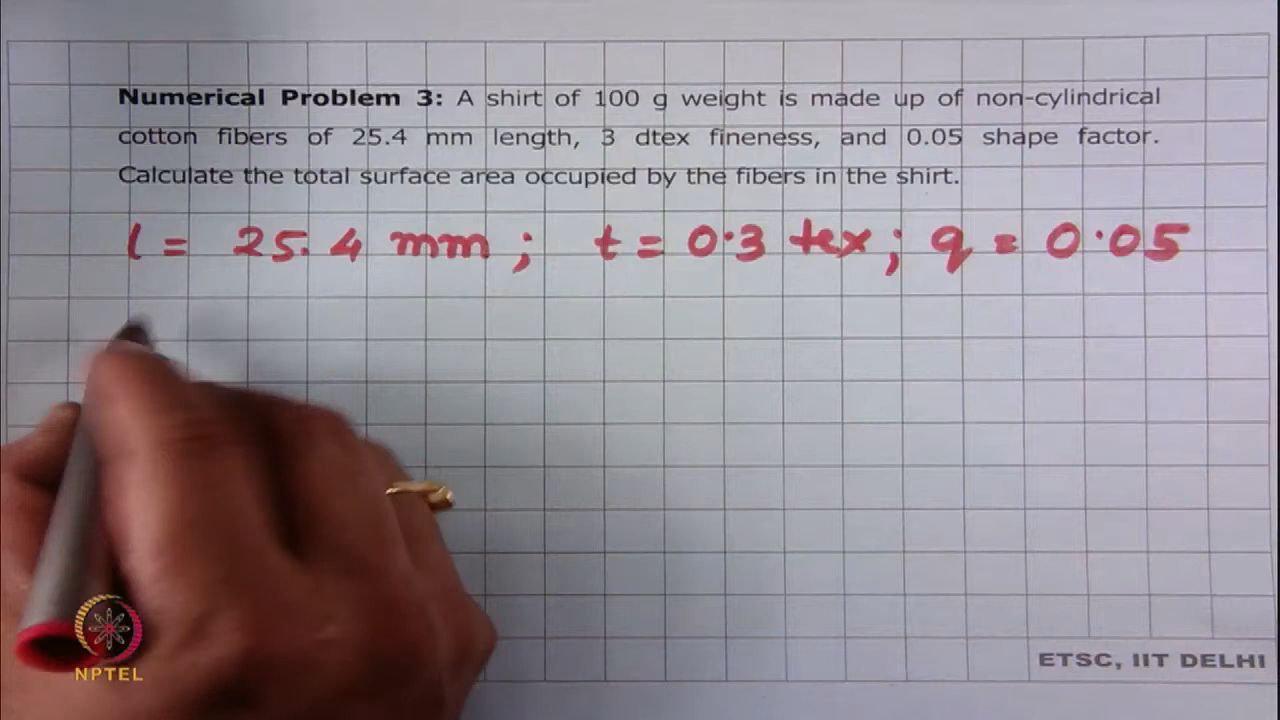 Numerical Problem 3: A shirt of 100 g weight is made up of non-cylindrical
cotton fibers of 25.4 mm length, 3 dtex fineness, and 0.05 shape factor.
Calculate the total surface area occupied by the fibers in the shirt.
l = 25.4 mm ; t = 0.3 tex ; q = 0.05
NPTEL
ETSC, IIT DELHI